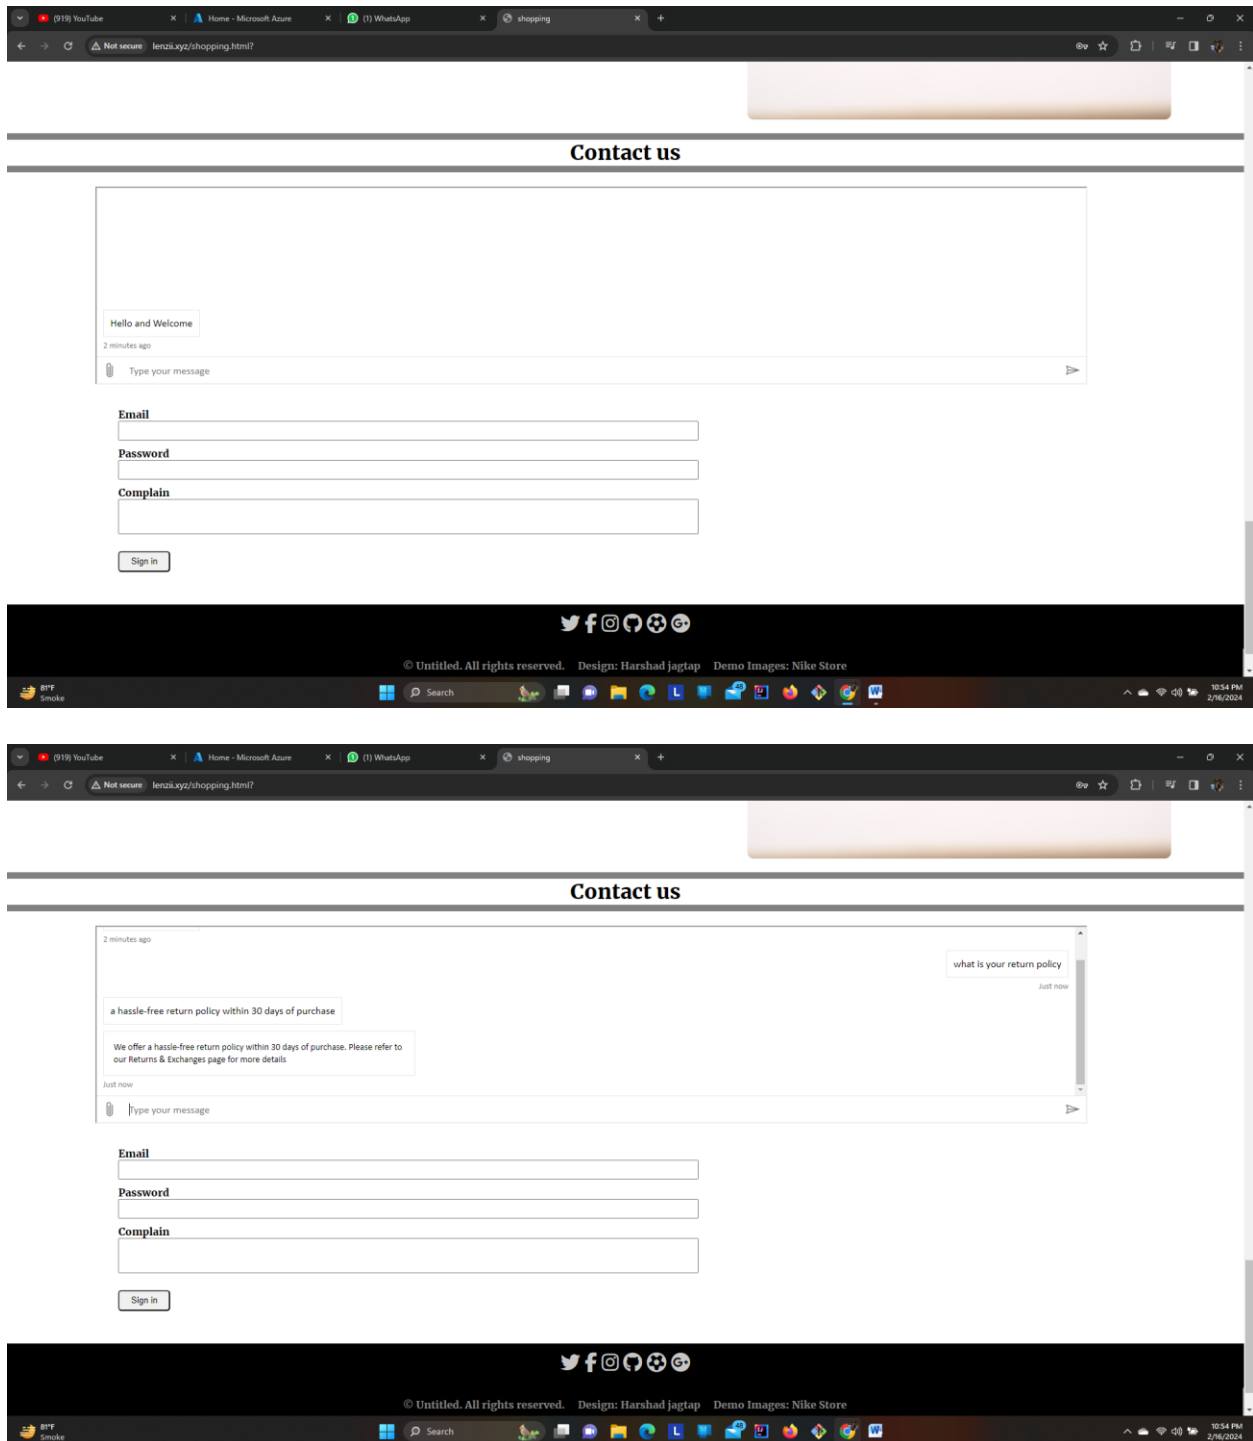 (919) YouTube
Home - Microsoft Azure
(1) WhatsApp
shopping
Not secure lenzii.xyz/shopping.html?
Contact us
Hello and Welcome
2 minutes ago
Type your message
Email
Password
Complain
Sign in
© Untitled. All rights reserved. Design: Harshad jagtap Demo Images: Nike Store
81°F
Smoke
Search
48
10:54 PM
2/16/2024
(919) YouTube
Home - Microsoft Azure
(1) WhatsApp
shopping
Not secure lenzii.xyz/shopping.html?
Contact us
2 minutes ago
what is your return policy
Just now
a hassle-free return policy within 30 days of purchase
We offer a hassle-free return policy within 30 days of purchase. Please refer to
our Returns & Exchanges page for more details
Just now
Type your message
Email
Password
Complain
Sign in
© Untitled. All rights reserved. Design: Harshad jagtap Demo Images: Nike Store
81°F
Smoke
Search
48
10:54 PM
2/16/2024